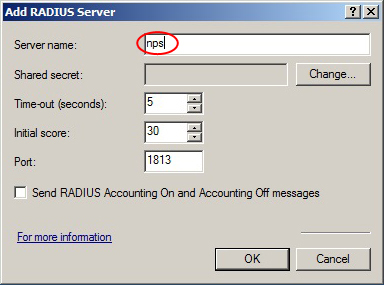 Add RADIUS Server
Server name: nps
Shared secret: Change...
Time-out (seconds): 5
Initial score: 30
Port: 1813
Send RADIUS Accounting On and Accounting Off messages
For more information
OK Cancel